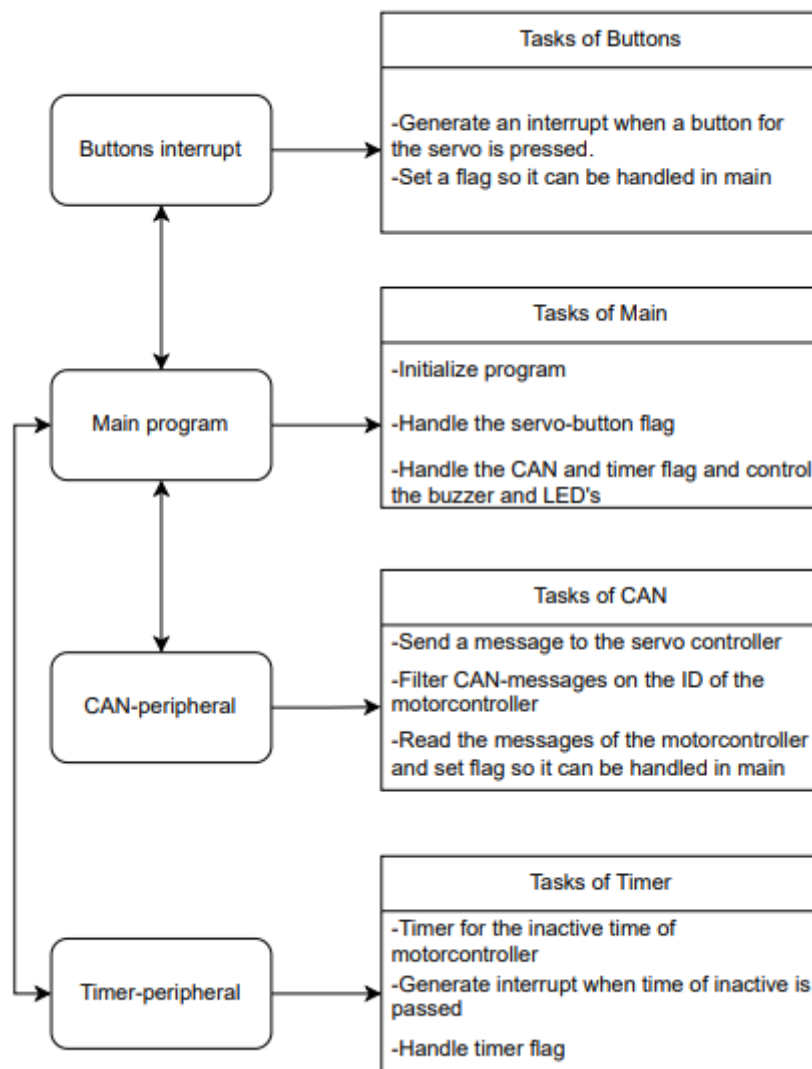 Tasks of Buttons
Buttons interrupt
-Generate an interrupt when a button for
the servo is pressed.
-Set a flag so it can be handled in main
Tasks of Main
Main program
-Initialize program
-Handle the servo-button flag
-Handle the CAN and timer flag and control
the buzzer and LED's
Tasks of CAN
CAN-peripheral
-Send a message to the servo controller
-Filter CAN-messages on the ID of the
motorcontroller
-Read the messages of the motorcontroller
and set flag so it can be handled in main
Tasks of Timer
Timer-peripheral
-Timer for the inactive time of
motorcontroller
-Generate interrupt when time of inactive is
passed
-Handle timer flag